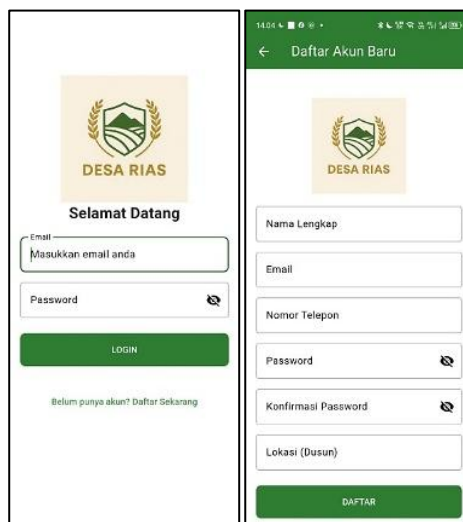 DESA RIAS
Selamat Datang
Email
Masukkan email anda
Password
LOGIN
Belum punya akun? Daftar Sekarang
14.04
Daftar Akun Baru
DESA RIAS
Nama Lengkap
Email
Nomor Telepon
Password
Konfirmasi Password
Lokasi (Dusun)
DAFTAR